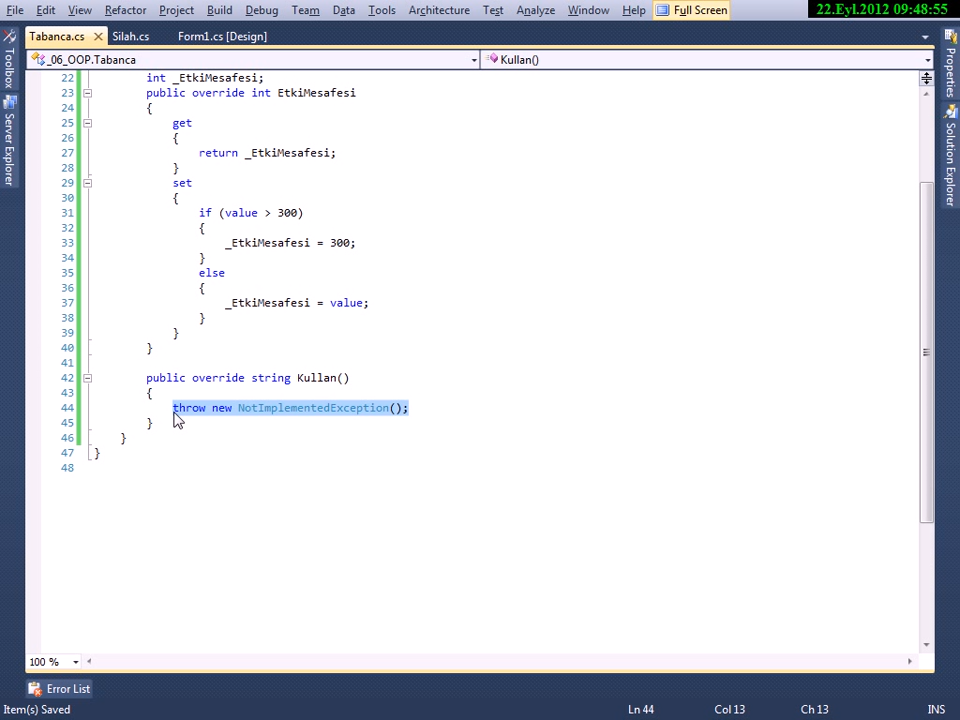 File Edit View Refactor Project Build Debug Team Data Tools Architecture Test Analyze Window Help Full Screen 22.Eyl.2012 09:48:55
Tabanca.cs Silah.cs Form1.cs [Design]
_06_OOP.Tabanca Kullan()
Toolbox
Server Explorer
Properties
Solution Explorer
22 int _EtkiMesafesi;
23 public override int EtkiMesafesi
24 {
25 get
26 {
27 return _EtkiMesafesi;
28 }
29 set
30 {
31 if (value > 300)
32 {
33 _EtkiMesafesi = 300;
34 }
35 else
36 {
37 _EtkiMesafesi = value;
38 }
39 }
40 }
41
42 public override string Kullan()
43 {
44 throw new NotImplementedException();
45 }
46 }
47 }
48
100 %
Error List
Item(s) Saved Ln 44 Col 13 Ch 13 INS